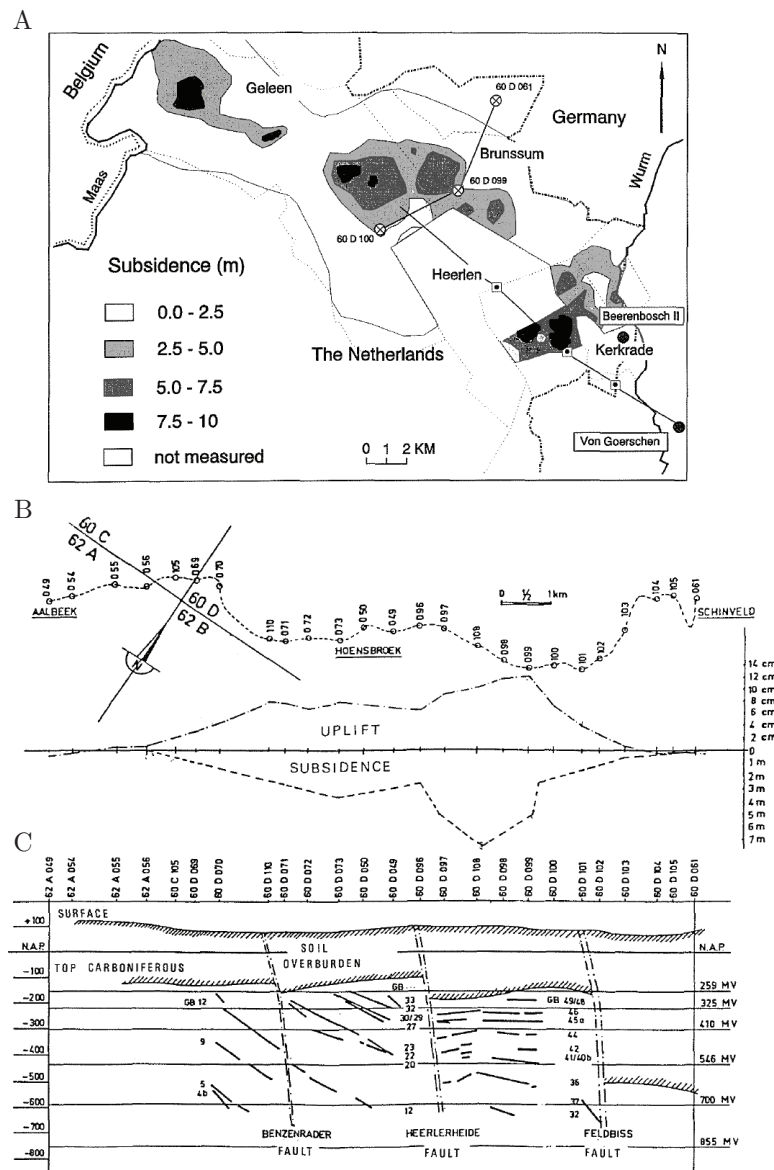 A
Belgium
Geleen
60 D 061
N
Germany
Brunssum
Maas
Wurm
60 D 099
60 D 100
Subsidence (m)
Heerlen
0.0 - 2.5
Beerenbosch II
2.5 - 5.0
The Netherlands
Kerkrade
5.0 - 7.5
7.5 - 10
0 1 2 KM
Von Goerschen
not measured
B
60 C
62 A
60 D
62 B
N
049
054
055
056
105
069
070
110
071
072
073
050
049
096
097
108
098
099
100
101
102
103
104
105
061
AALBEEK
HOENSBROEK
SCHINVELD
0 ½ 1 km
14 cm
12 cm
10 cm
8 cm
6 cm
4 cm
2 cm
0
1 m
2 m
3 m
4 m
5 m
6 m
7 m
UPLIFT
SUBSIDENCE
C
62 A 049
62 A 054
62 A 055
62 A 056
60 C 105
60 D 069
60 D 070
60 D 110
60 D 071
60 D 072
60 D 073
60 D 050
60 D 049
60 D 096
60 D 097
60 D 108
60 D 098
60 D 099
60 D 100
60 D 101
60 D 102
60 D 103
60 D 104
60 D 105
60 D 061
SURFACE
+100
N.A.P. SOIL N.A.P.
OVERBURDEN
-100 TOP CARBONIFEROUS
GB 259 MV
-200 GB 12 33 GB 49/48 325 MV
32 46
30/29 45a
-300 27 410 MV
9 23 44
-400 22 42
20 41/40b 546 MV
-500 5 36
4b
-600 12 37 700 MV
32
-700 BENZENRADER HEERLERHEIDE FELDBISS
-800 FAULT FAULT FAULT 855 MV